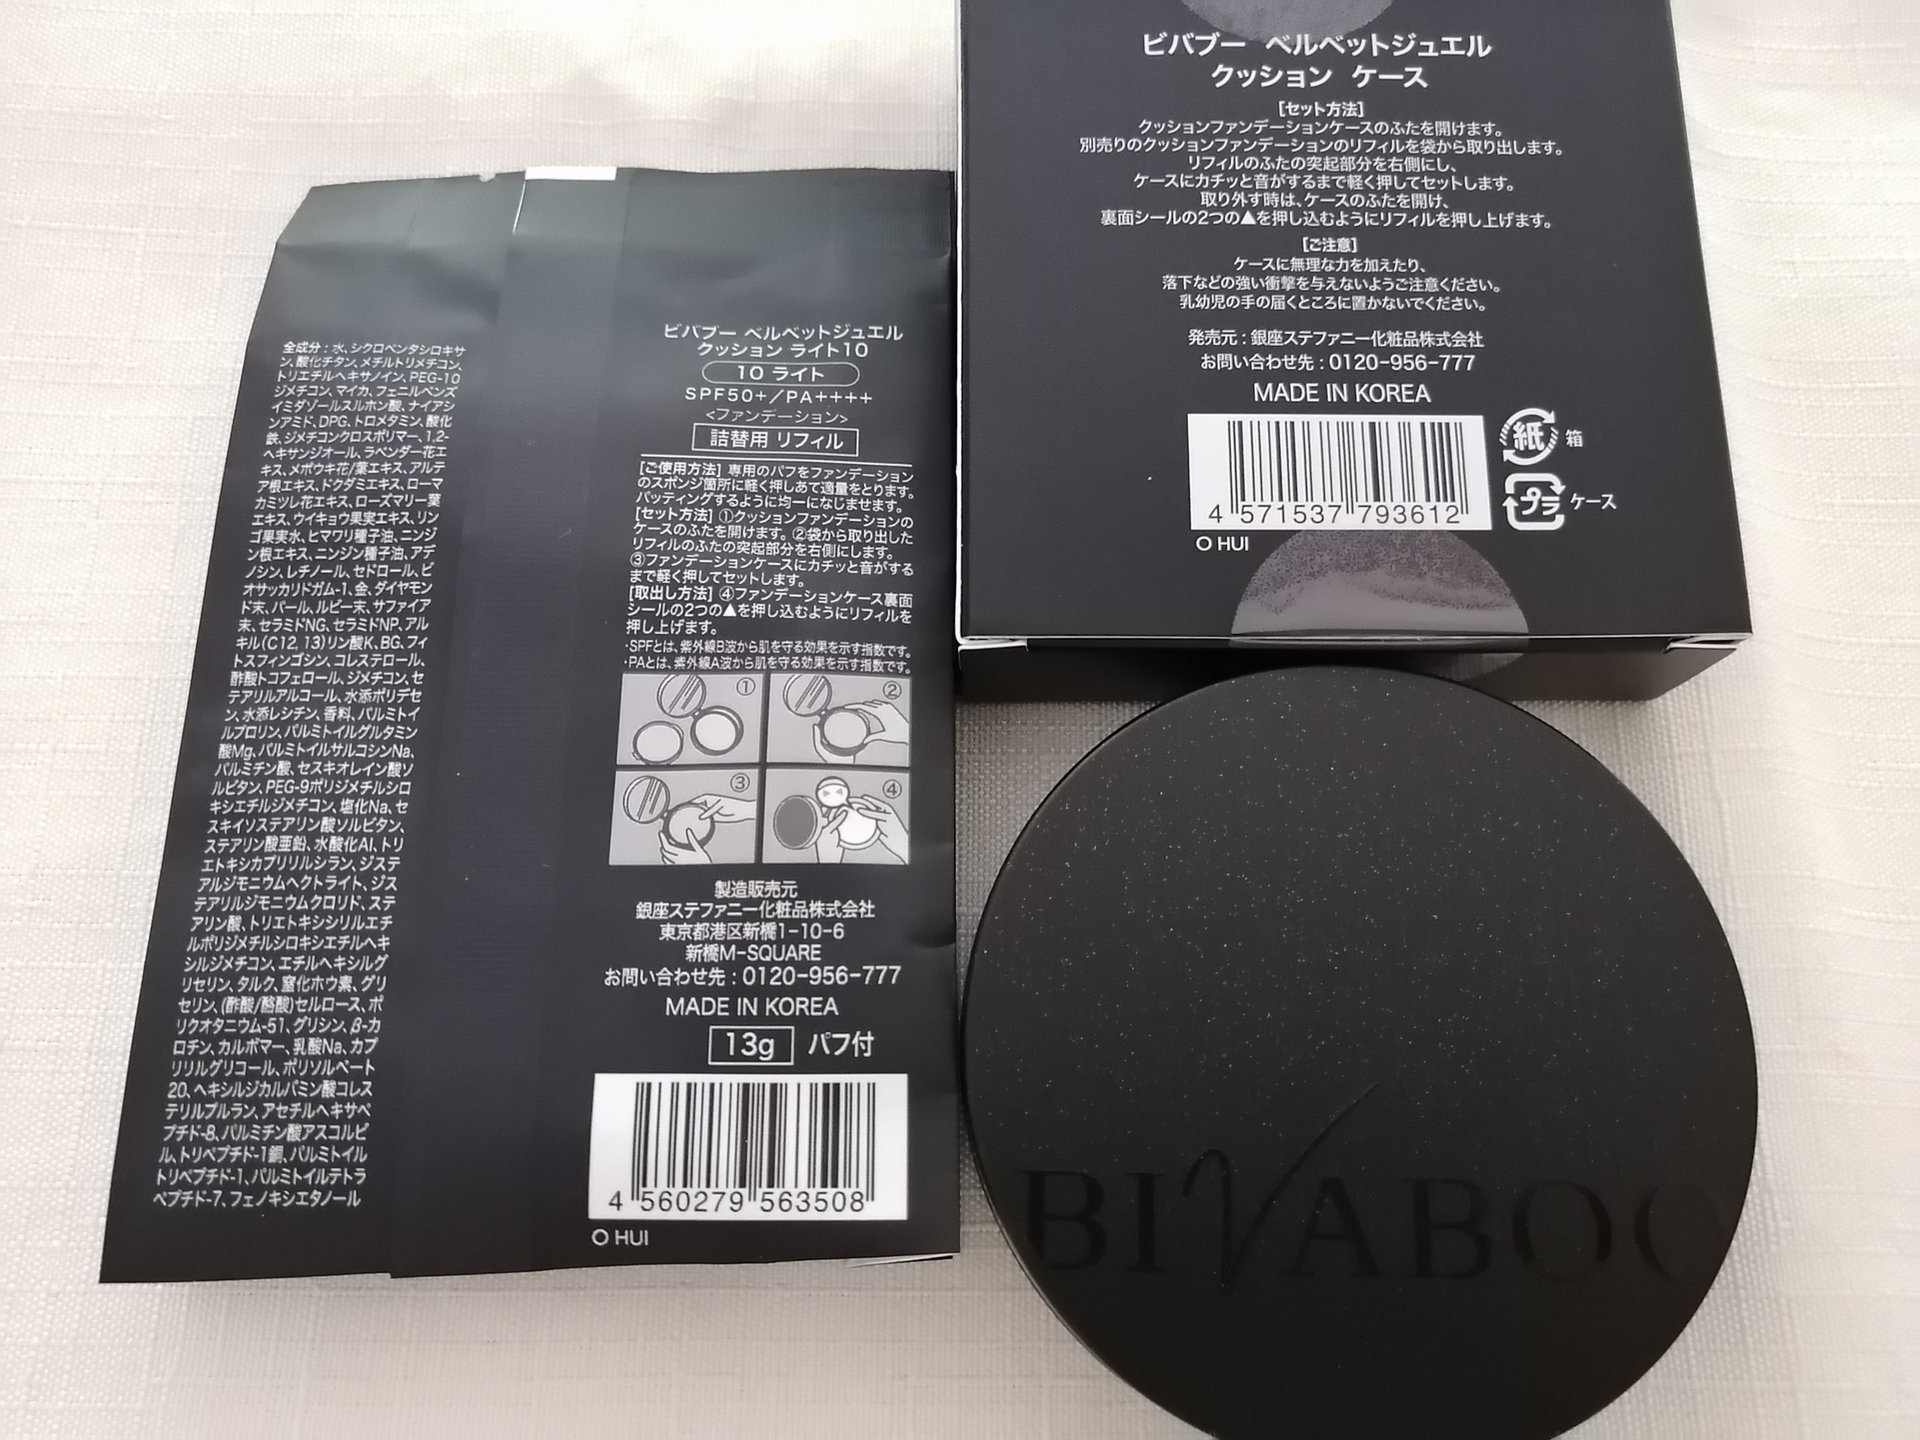 全成分：水、シクロペンタシロキサ
ン、酸化チタン、メチルトリメチコン、
トリエチルヘキサノイン、PEG-10
ジメチコン、マイカ、フェニルベンズ
イミダゾールスルホン酸、ナイアシ
ンアミド、DPG、トロメタミン、酸化
鉄、ジメチコンクロスポリマー、1,2-
ヘキサンジオール、ラベンダー花エ
キス、メボウキ花/葉エキス、アルテ
ア根エキス、ドクダミエキス、ローマ
カミツレ花エキス、ローズマリー葉
エキス、ウイキョウ果実エキス、リン
ゴ果実水、ヒマワリ種子油、ニンジ
ン根エキス、ニンジン種子油、アデ
ノシン、レチノール、セドロール、ビ
オサッカリドガム-1、金、ダイヤモン
ド末、パール、ルビー末、サファイア
末、セラミドNG、セラミドNP、アル
キル(C12, 13)リン酸K、BG、フィ
トスフィンゴシン、コレステロール、
酢酸トコフェロール、ジメチコン、セ
テアリルアルコール、水添ポリデセ
ン、水添レシチン、香料、パルミトイ
ルプロリン、パルミトイルグルタミン
酸Mg、パルミトイルサルコシンNa、
パルミチン酸、セスキオレイン酸ソ
ルビタン、PEG-9ポリジメチルシロ
キシエチルジメチコン、塩化Na、セ
スキイソステアリン酸ソルビタン、
ステアリン酸亜鉛、水酸化Al、トリ
エトキシカプリリルシラン、ジステ
アルジモニウムヘクトライト、ジス
テアリルジモニウムクロリド、ステ
アリン酸、トリエトキシシリルエチ
ルポリジメチルシロキシエチルヘキ
シルジメチコン、エチルヘキシルグ
リセリン、タルク、窒化ホウ素、グリ
セリン、(酢酸/酪酸)セルロース、ポ
リクオタニウム-51、グリシン、β-カ
ロチン、カルボマー、乳酸Na、カプ
リリルグリコール、ポリソルベート
20、ヘキシルジカルバミン酸コレス
テリルプルラン、アセチルヘキサペ
プチド-8、パルミチン酸アスコルビ
ル、トリペプチド-1銅、パルミトイル
トリペプチド-1、パルミトイルテトラ
ペプチド-7、フェノキシエタノール
ビバブー ベルベットジュエル
クッション ライト10
10 ライト
SPF50+／PA++++
<ファンデーション>
詰替用 リフィル
[ご使用方法] 専用のパフをファンデーション
のスポンジ箇所に軽く押しあて適量をとります。
パッティングするように均一になじませます。
[セット方法] ①クッションファンデーションの
ケースのふたを開けます。②袋から取り出した
リフィルのふたの突起部分を右側にします。
③ファンデーションケースにカチッと音がする
まで軽く押してセットします。
[取出し方法] ④ファンデーションケース裏面
シールの2つの▲を押し込むようにリフィルを
押し上げます。
・SPFとは、紫外線B波から肌を守る効果を示す指数です。
・PAとは、紫外線A波から肌を守る効果を示す指数です。
①
②
③
④
製造販売元
銀座ステファニー化粧品株式会社
東京都港区新橋1-10-6
新橋M-SQUARE
お問い合わせ先：0120-956-777
MADE IN KOREA
13g パフ付
4 560279 563508
O HUI
ビバブー ベルベットジュエル
クッション ケース
[セット方法]
クッションファンデーションケースのふたを開けます。
別売りのクッションファンデーションのリフィルを袋から取り出します。
リフィルのふたの突起部分を右側にし、
ケースにカチッと音がするまで軽く押してセットします。
取り外す時は、ケースのふたを開け、
裏面シールの2つの▲を押し込むようにリフィルを押し上げます。
[ご注意]
ケースに無理な力を加えたり、
落下などの強い衝撃を与えないようご注意ください。
乳幼児の手の届くところに置かないでください。
発売元：銀座ステファニー化粧品株式会社
お問い合わせ先：0120-956-777
MADE IN KOREA
紙 箱
プラ ケース
4 571537 793612
O HUI
BIVABOO